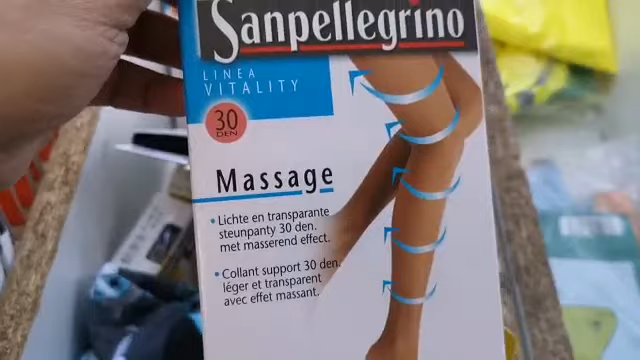 Sanpellegrino
LINEA
VITALITY
30
DEN
Massage
• Lichte en transparante
steunpanty 30 den.
met masserend effect.
• Collant support 30 den,
léger et transparent
avec effet massant.